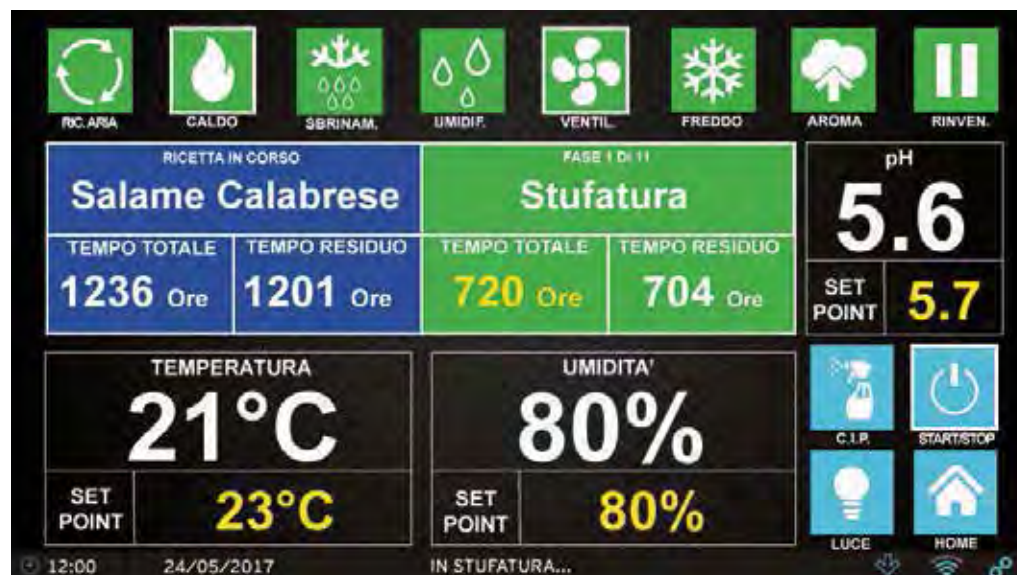 RIC. ARIA CALDO SBRINAM. UMIDIF. VENTIL. FREDDO AROMA RINVEN.
RICETTA IN CORSO
Salame Calabrese
TEMPO TOTALE TEMPO RESIDUO
1236 Ore 1201 Ore
FASE 1 DI 11
Stufatura
TEMPO TOTALE TEMPO RESIDUO
720 Ore 704 Ore
pH
5.6
SET POINT 5.7
TEMPERATURA
21°C
SET POINT 23°C
UMIDITA'
80%
SET POINT 80%
C.I.P. START/STOP
LUCE HOME
12:00 24/05/2017 IN STUFATURA...